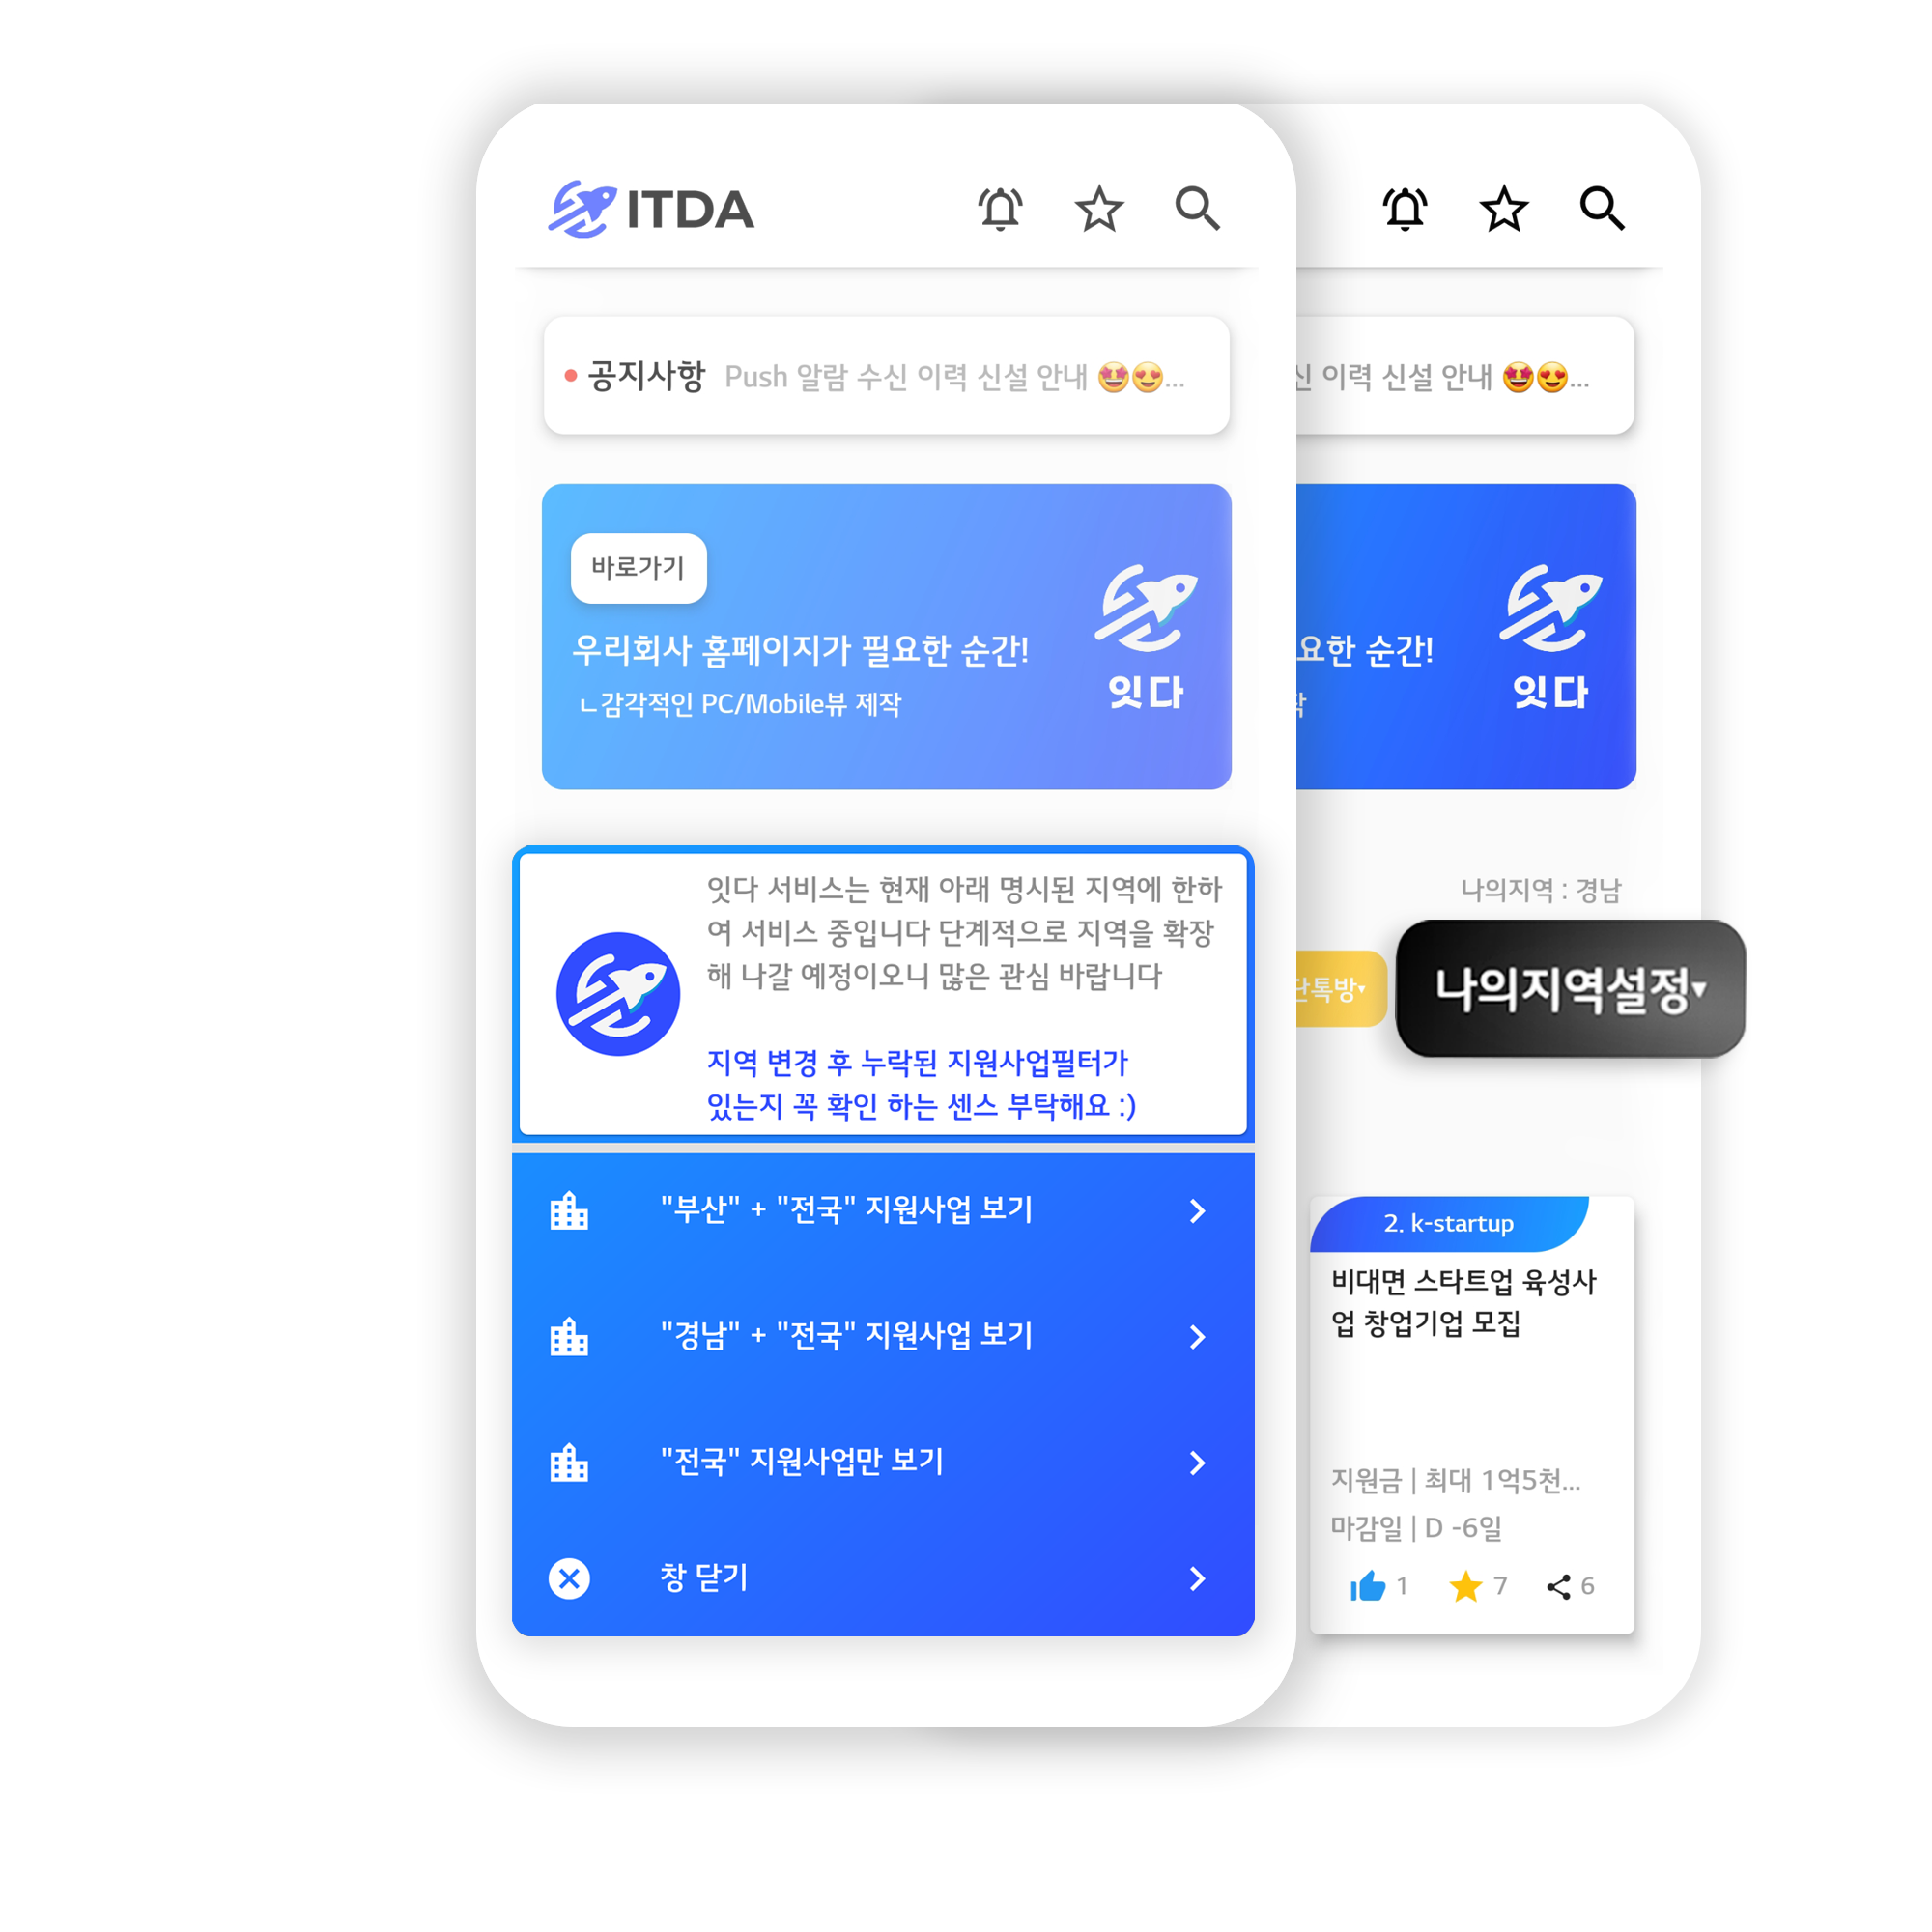 ITDA
공지사항 Push 알람 수신 이력 신설 안내 🤩😍...
바로가기
우리회사 홈페이지가 필요한 순간!
ㄴ감각적인 PC/Mobile뷰 제작
잇다
잇다 서비스는 현재 아래 명시된 지역에 한하
여 서비스 중입니다 단계적으로 지역을 확장
해 나갈 예정이오니 많은 관심 바랍니다
지역 변경 후 누락된 지원사업필터가
있는지 꼭 확인 하는 센스 부탁해요 :)
"부산" + "전국" 지원사업 보기
"경남" + "전국" 지원사업 보기
"전국" 지원사업만 보기
창 닫기
신 이력 신설 안내 🤩😍...
요한 순간!
잇다
나의지역 : 경남
단톡방▾
나의지역설정▾
2. k-startup
비대면 스타트업 육성사
업 창업기업 모집
지원금 | 최대 1억5천...
마감일 | D -6일
1 7 6